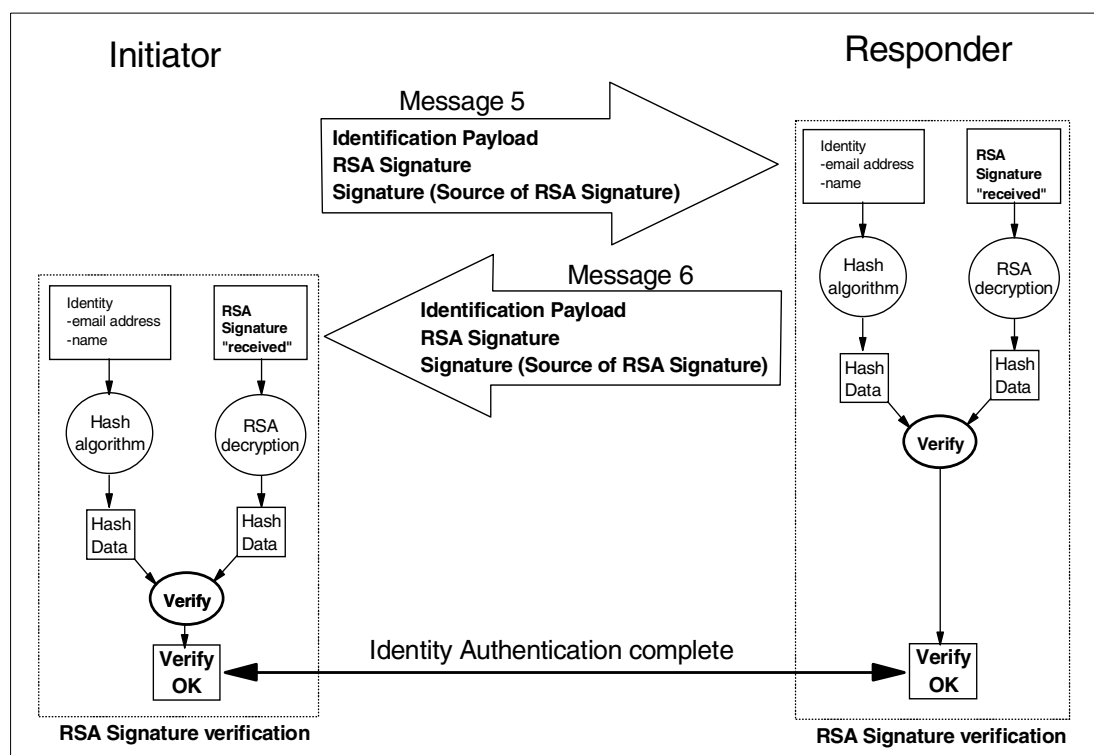 Initiator
Responder
Message 5
Identification Payload
RSA Signature
Signature (Source of RSA Signature)
Identity
-email address
-name
RSA
Signature
"received"
Hash
algorithm
RSA
decryption
Hash
Data
Hash
Data
Verify
Verify
OK
RSA Signature verification
Message 6
Identification Payload
RSA Signature
Signature (Source of RSA Signature)
Identity
-email address
-name
RSA
Signature
"received"
Hash
algorithm
RSA
decryption
Hash
Data
Hash
Data
Verify
Verify
OK
Identity Authentication complete
RSA Signature verification